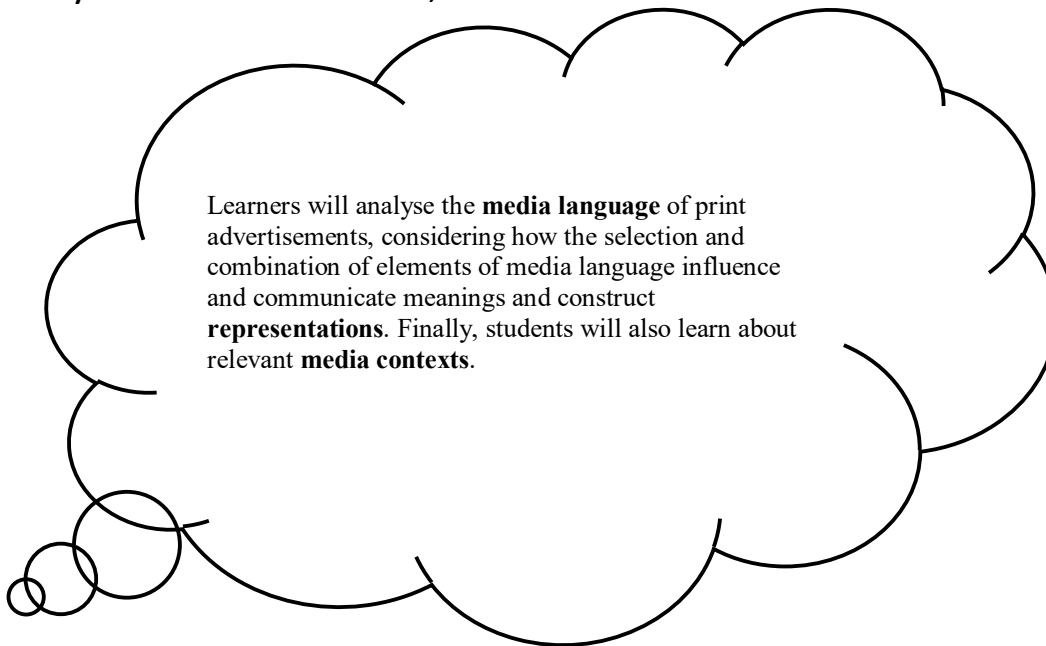 Learners will analyse the media language of print
advertisements, considering how the selection and
combination of elements of media language influence
and communicate meanings and construct
representations. Finally, students will also learn about
relevant media contexts.